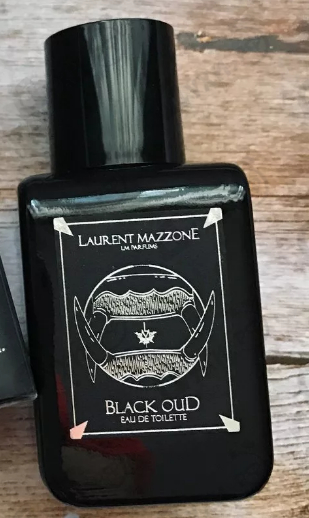 LAURENT MAZZONE
LM PARFUMS
BLACK OUD
EAU DE TOILETTE